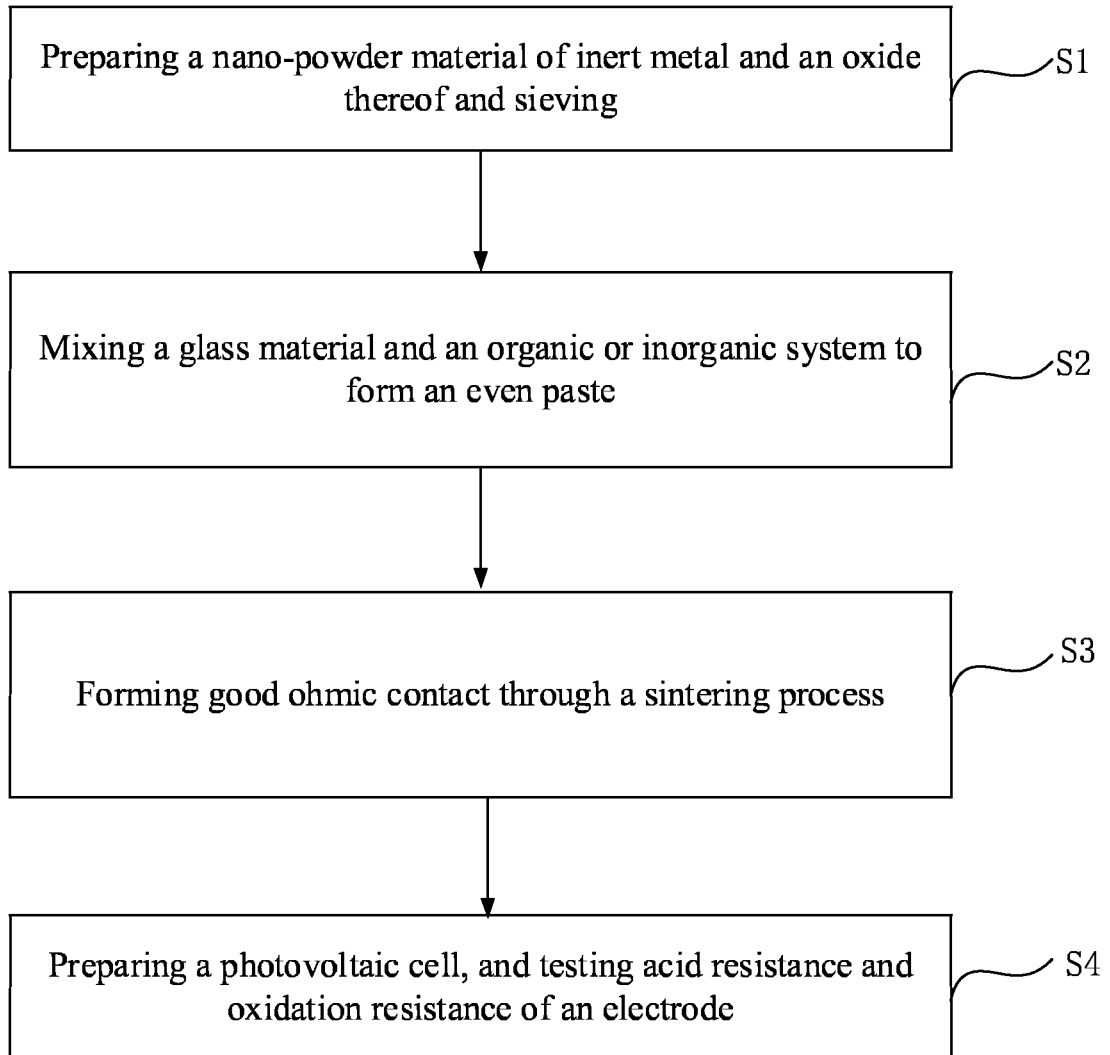 Preparing a nano-powder material of inert metal and an oxide
thereof and sieving
S1
Mixing a glass material and an organic or inorganic system to
form an even paste
S2
Forming good ohmic contact through a sintering process
S3
Preparing a photovoltaic cell, and testing acid resistance and
oxidation resistance of an electrode
S4